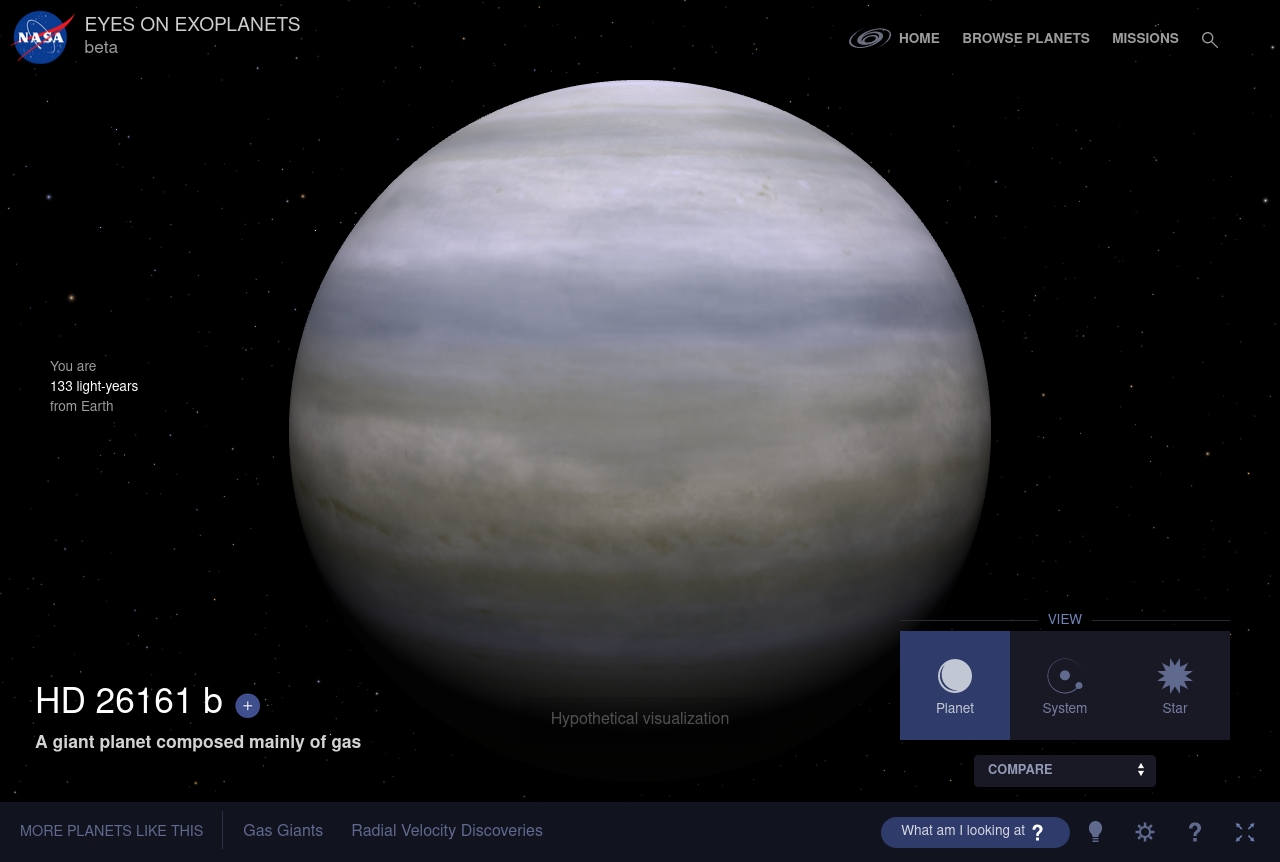 NASA
EYES ON EXOPLANETS
beta
HOME
BROWSE PLANETS
MISSIONS
You are
133 light-years
from Earth
VIEW
Planet
System
Star
COMPARE
HD 26161 b +
A giant planet composed mainly of gas
Hypothetical visualization
MORE PLANETS LIKE THIS
Gas Giants
Radial Velocity Discoveries
What am I looking at ?
?